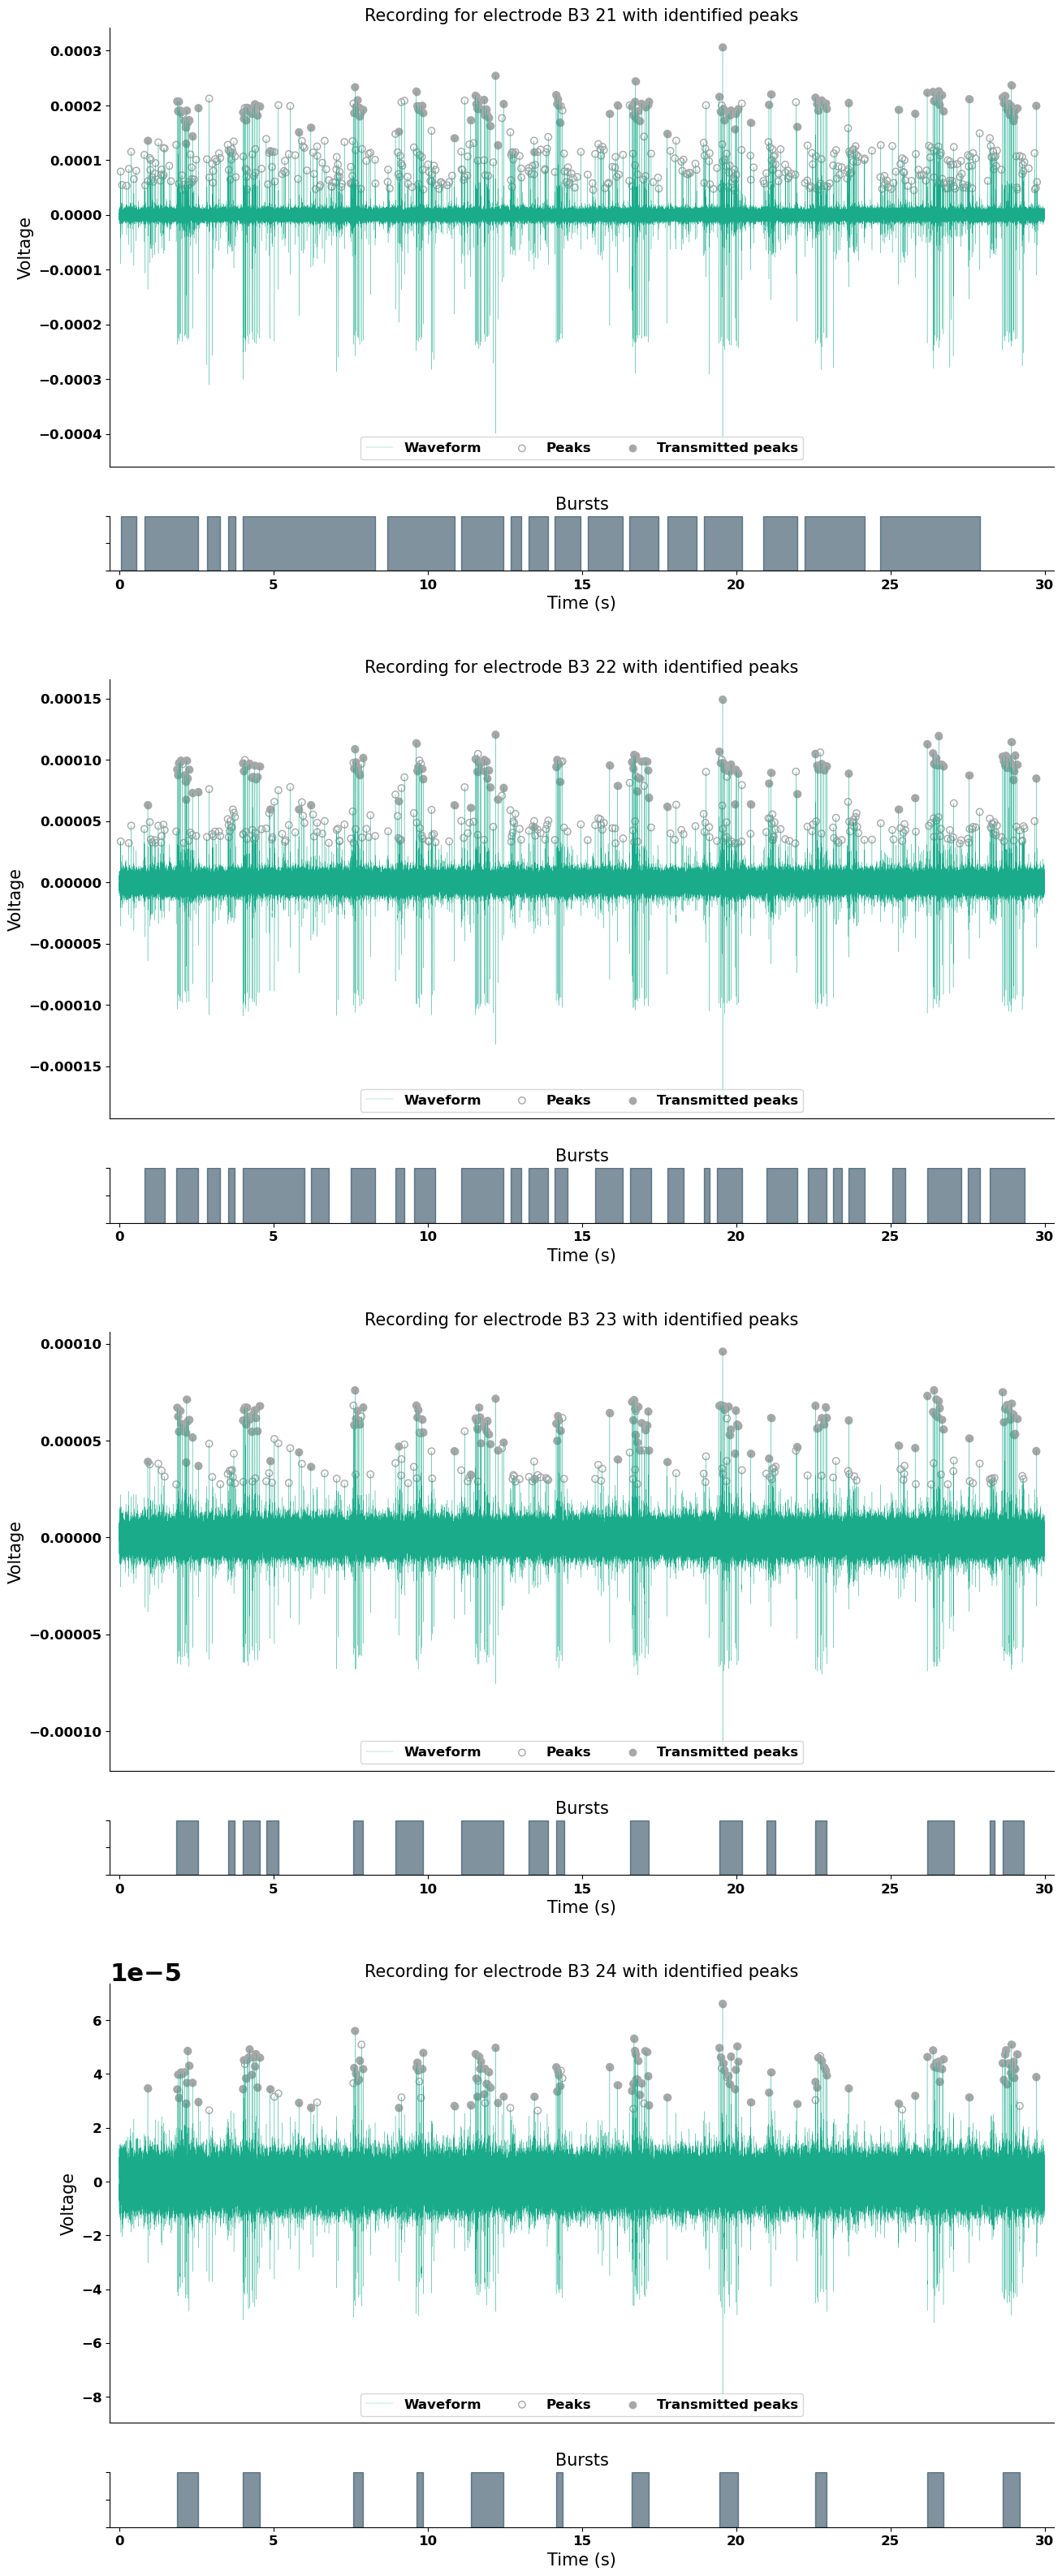 Recording for electrode B3 21 with identified peaks
0.0003
0.0002
0.0001
0.0000
−0.0001
−0.0002
−0.0003
−0.0004
Voltage
Waveform Peaks Transmitted peaks
Bursts
0 5 10 15 20 25 30
Time (s)
Recording for electrode B3 22 with identified peaks
0.00015
0.00010
0.00005
0.00000
−0.00005
−0.00010
−0.00015
Voltage
Waveform Peaks Transmitted peaks
Bursts
0 5 10 15 20 25 30
Time (s)
Recording for electrode B3 23 with identified peaks
0.00010
0.00005
0.00000
−0.00005
−0.00010
Voltage
Waveform Peaks Transmitted peaks
Bursts
0 5 10 15 20 25 30
Time (s)
1e−5
Recording for electrode B3 24 with identified peaks
6
4
2
0
−2
−4
−6
−8
Voltage
Waveform Peaks Transmitted peaks
Bursts
0 5 10 15 20 25 30
Time (s)